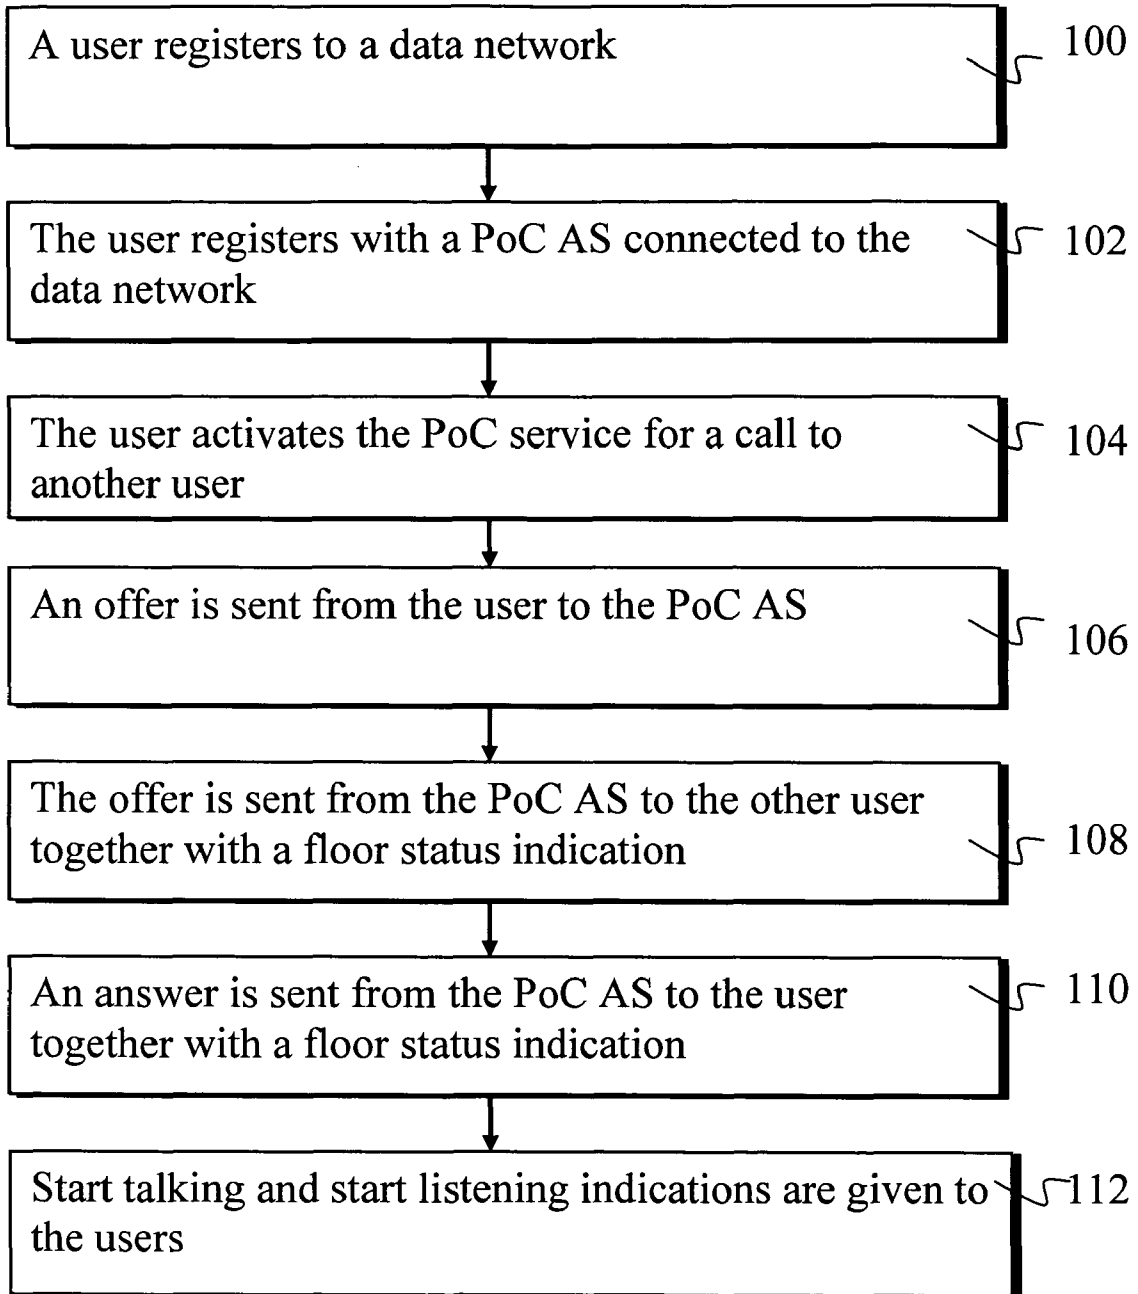 A user registers to a data network
100
The user registers with a PoC AS connected to the
data network
102
The user activates the PoC service for a call to
another user
104
An offer is sent from the user to the PoC AS
106
The offer is sent from the PoC AS to the other user
together with a floor status indication
108
An answer is sent from the PoC AS to the user
together with a floor status indication
110
Start talking and start listening indications are given to
the users
112